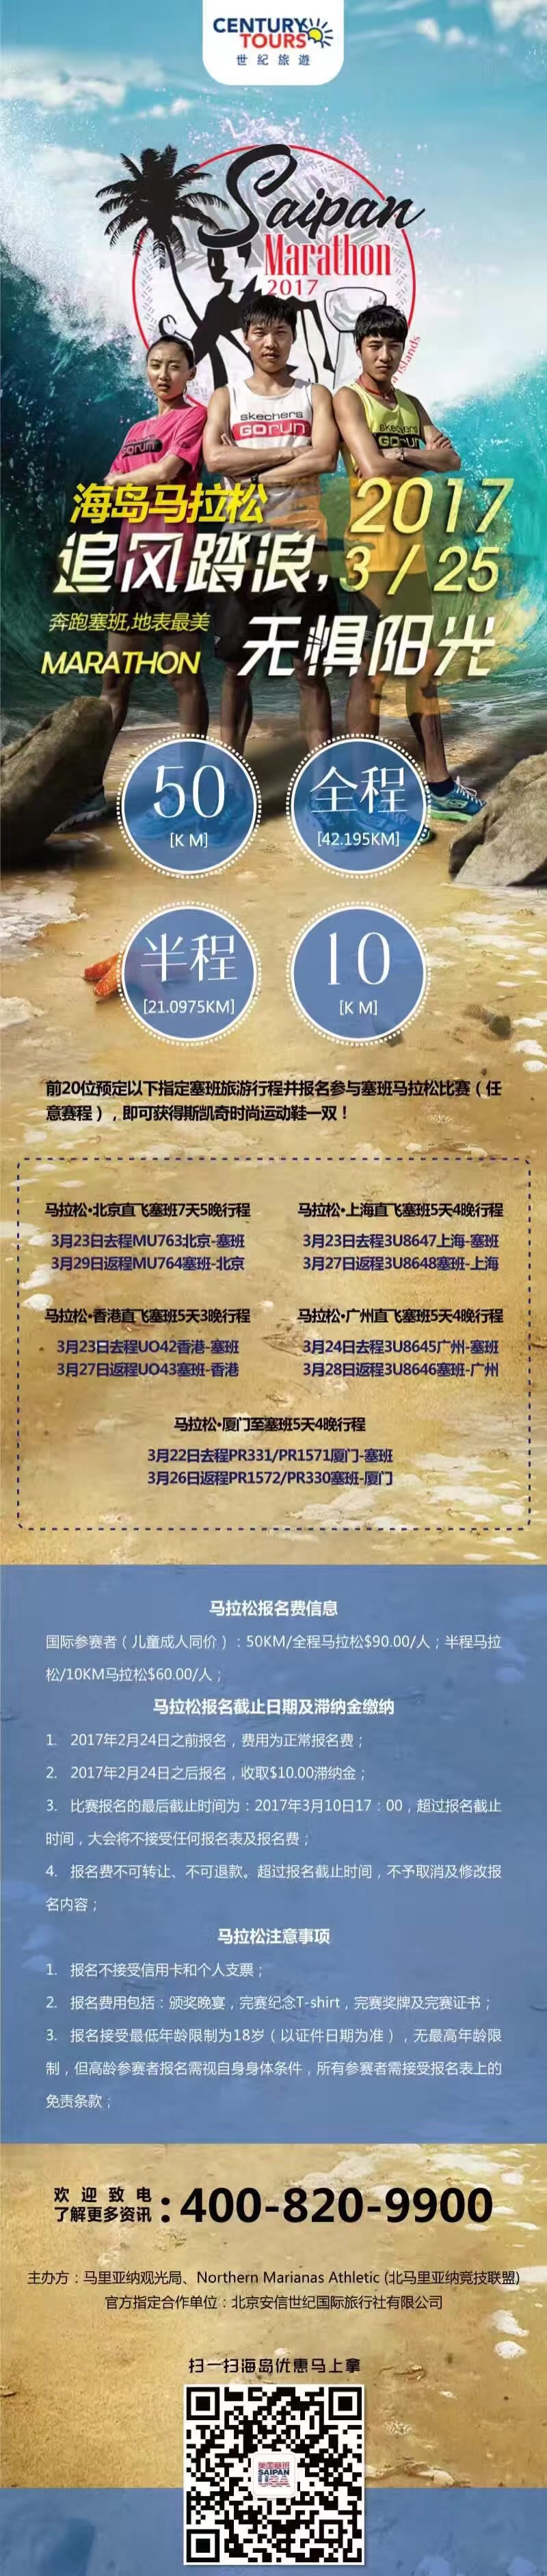 CENTURY
TOURS
世纪旅遊
Saipan
Marathon
2017
skechers
GOrun
GOrun
skechers
GOrun
海岛马拉松
2017
追风踏浪,3/25
奔跑塞班,地表最美
MARATHON
无惧阳光
50
[K M]
全程
[42.195KM]
半程
[21.0975KM]
10
[K M]
前20位预定以下指定塞班旅游行程并报名参与塞班马拉松比赛（任
意赛程），即可获得斯凯奇时尚运动鞋一双！
马拉松·北京直飞塞班7天5晚行程
3月23日去程MU763北京-塞班
3月29日返程MU764塞班-北京
马拉松·上海直飞塞班5天4晚行程
3月23日去程3U8647上海-塞班
3月27日返程3U8648塞班-上海
马拉松·香港直飞塞班5天3晚行程
3月23日去程UO42香港-塞班
3月27日返程UO43塞班-香港
马拉松·广州直飞塞班5天4晚行程
3月24日去程3U8645广州-塞班
3月28日返程3U8646塞班-广州
马拉松·厦门至塞班5天4晚行程
3月22日去程PR331/PR1571厦门-塞班
3月26日返程PR1572/PR330塞班-厦门
马拉松报名费信息
国际参赛者（儿童成人同价）：50KM/全程马拉松$90.00/人；半程马拉
松/10KM马拉松$60.00/人；
马拉松报名截止日期及滞纳金缴纳
1. 2017年2月24日之前报名，费用为正常报名费；
2. 2017年2月24日之后报名，收取$10.00滞纳金；
3. 比赛报名的最后截止时间为：2017年3月10日17：00，超过报名截止
时间，大会将不接受任何报名表及报名费；
4. 报名费不可转让、不可退款。超过报名截止时间，不予取消及修改报
名内容；
马拉松注意事项
1. 报名不接受信用卡和个人支票；
2. 报名费用包括：颁奖晚宴，完赛纪念T-shirt，完赛奖牌及完赛证书；
3. 报名接受最低年龄限制为18岁（以证件日期为准），无最高年龄限
制，但高龄参赛者报名需视自身身体条件，所有参赛者需接受报名表上的
免责条款；
欢迎致电
了解更多资讯：400-820-9900
主办方：马里亚纳观光局、Northern Marianas Athletic (北马里亚纳竞技联盟)
官方指定合作单位：北京安信世纪国际旅行社有限公司
扫一扫海岛优惠马上拿
美国塞班
SAIPAN
USA